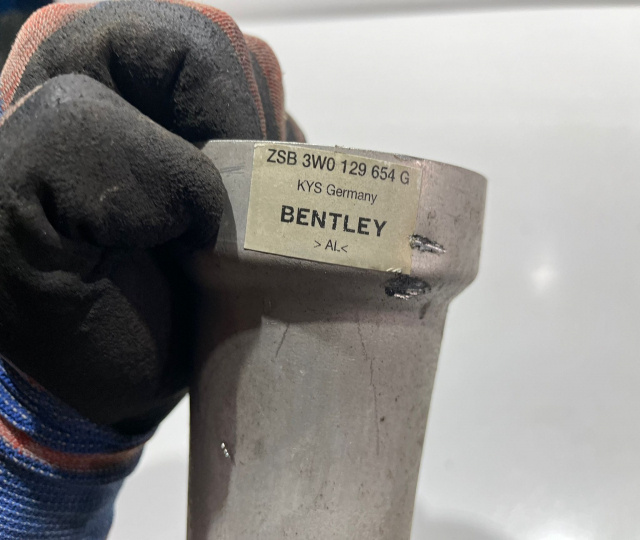 ZSB 3W0 129 654 G
KYS Germany
BENTLEY
> Al.<